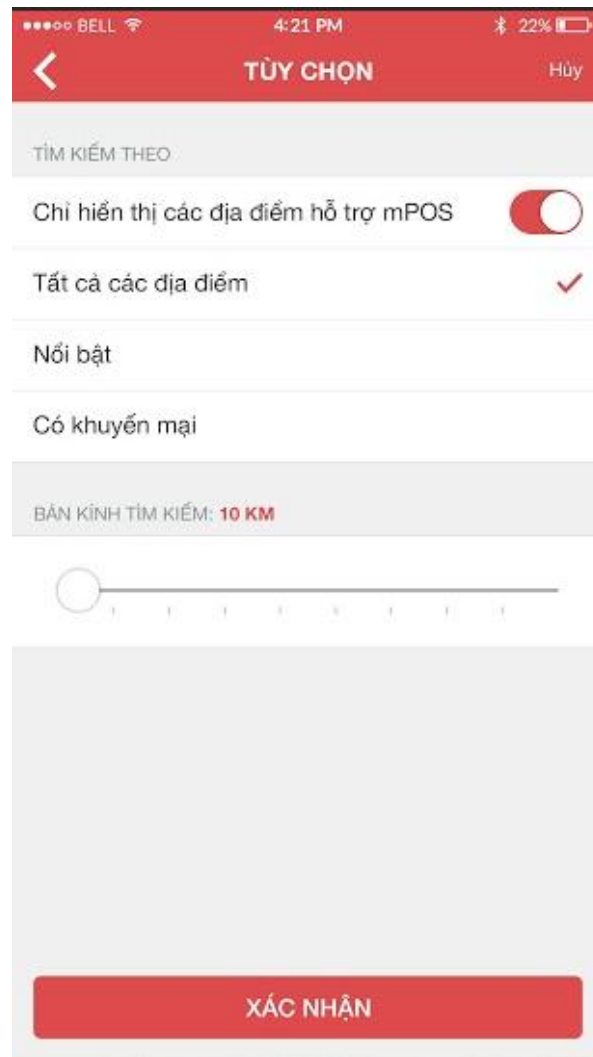 BELL 4:21 PM 22%
TÙY CHỌN Hủy
TÌM KIẾM THEO
Chỉ hiển thị các địa điểm hỗ trợ mPOS
Tất cả các địa điểm
Nổi bật
Có khuyến mại
BÁN KÍNH TÌM KIẾM: 10 KM
XÁC NHẬN